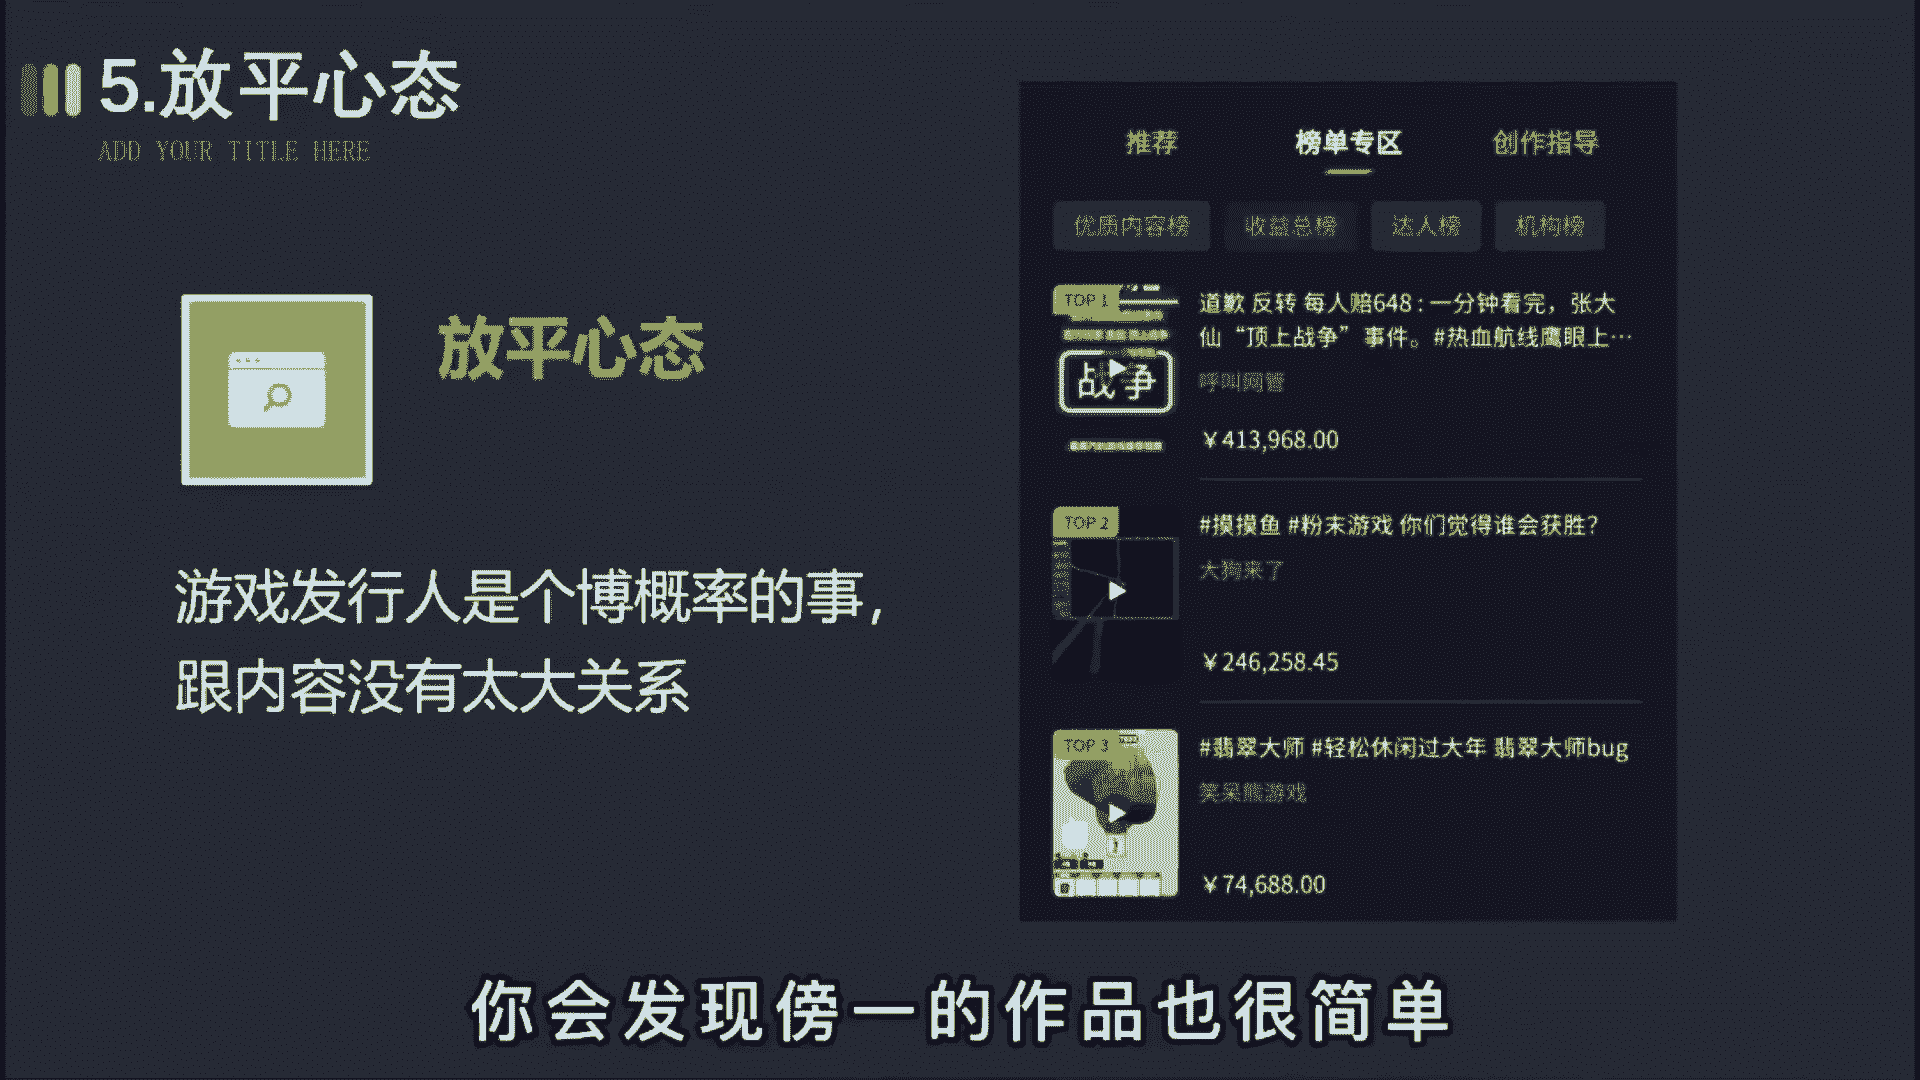 5.放平心态
ADD YOUR TITLE HERE
放平心态
游戏发行人是个博概率的事，
跟内容没有太大关系
推荐
榜单专区
创作指导
优质内容榜
收益总榜
达人榜
机构榜
TOP 1
战争
道歉 反转 每人赔648：一分钟看完，张大
仙“顶上战争”事件。#热血航线鹰眼上…
呼叫网管
￥413,968.00
TOP 2
#摸摸鱼 #粉末游戏 你们觉得谁会获胜？
大狗来了
￥246,258.45
TOP 3
#翡翠大师 #轻松休闲过大年 翡翠大师bug
笑呆熊游戏
￥74,688.00
你会发现傍一的作品也很简单